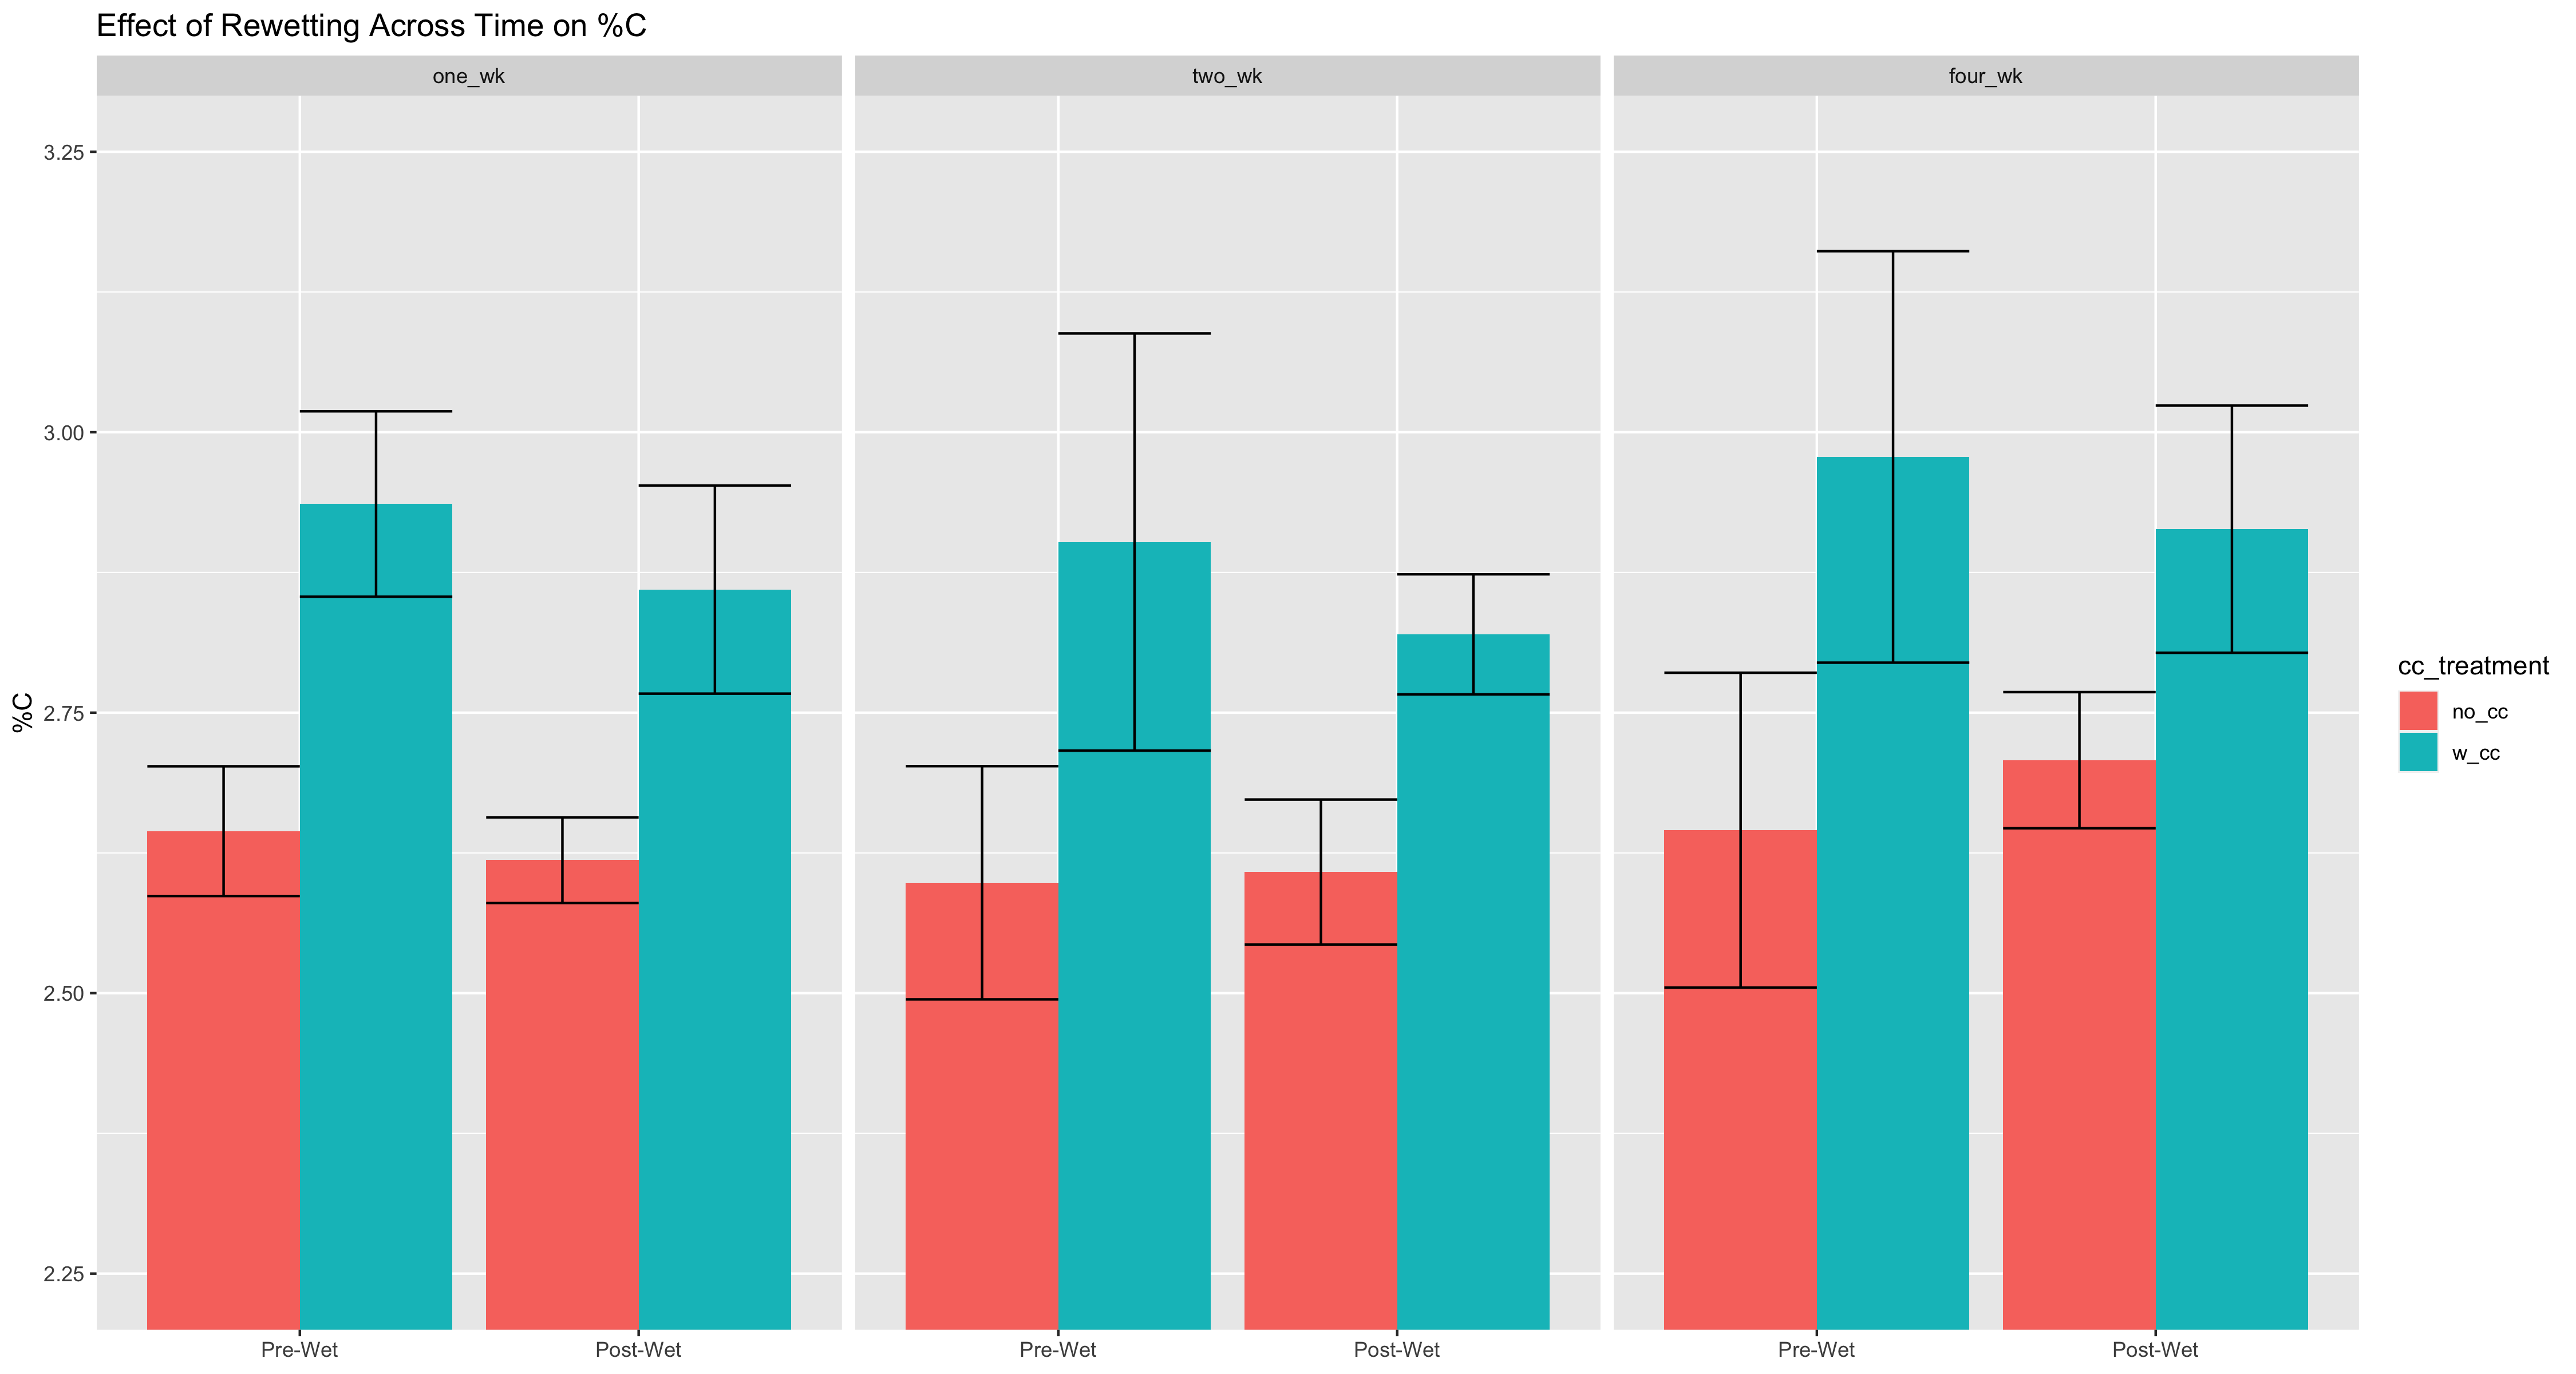 Effect of Rewetting Across Time on %C
one_wk
two_wk
four_wk
3.25
3.00
2.75
2.50
2.25
%C
Pre-Wet
Post-Wet
Pre-Wet
Post-Wet
Pre-Wet
Post-Wet
cc_treatment
no_cc
w_cc